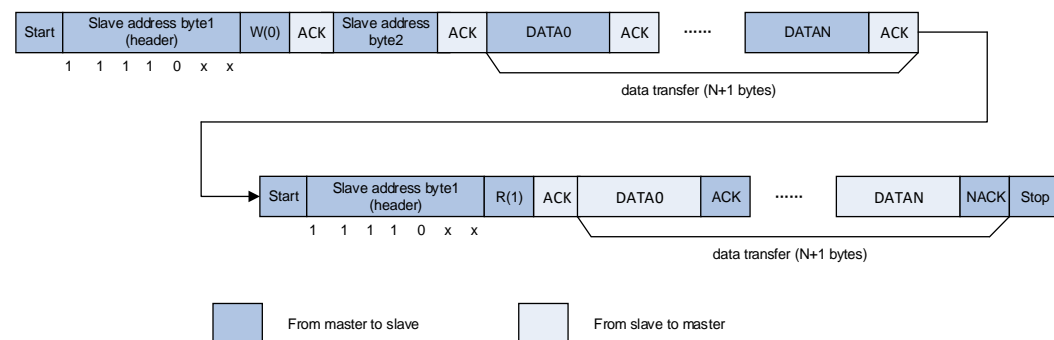 Start Slave address byte1 (header) W(0) ACK Slave address byte2 ACK DATA0 ACK ...... DATAN ACK
1 1 1 1 0 x x
data transfer (N+1 bytes)
Start Slave address byte1 (header) R(1) ACK DATA0 ACK ...... DATAN NACK Stop
1 1 1 1 0 x x
data transfer (N+1 bytes)
From master to slave From slave to master